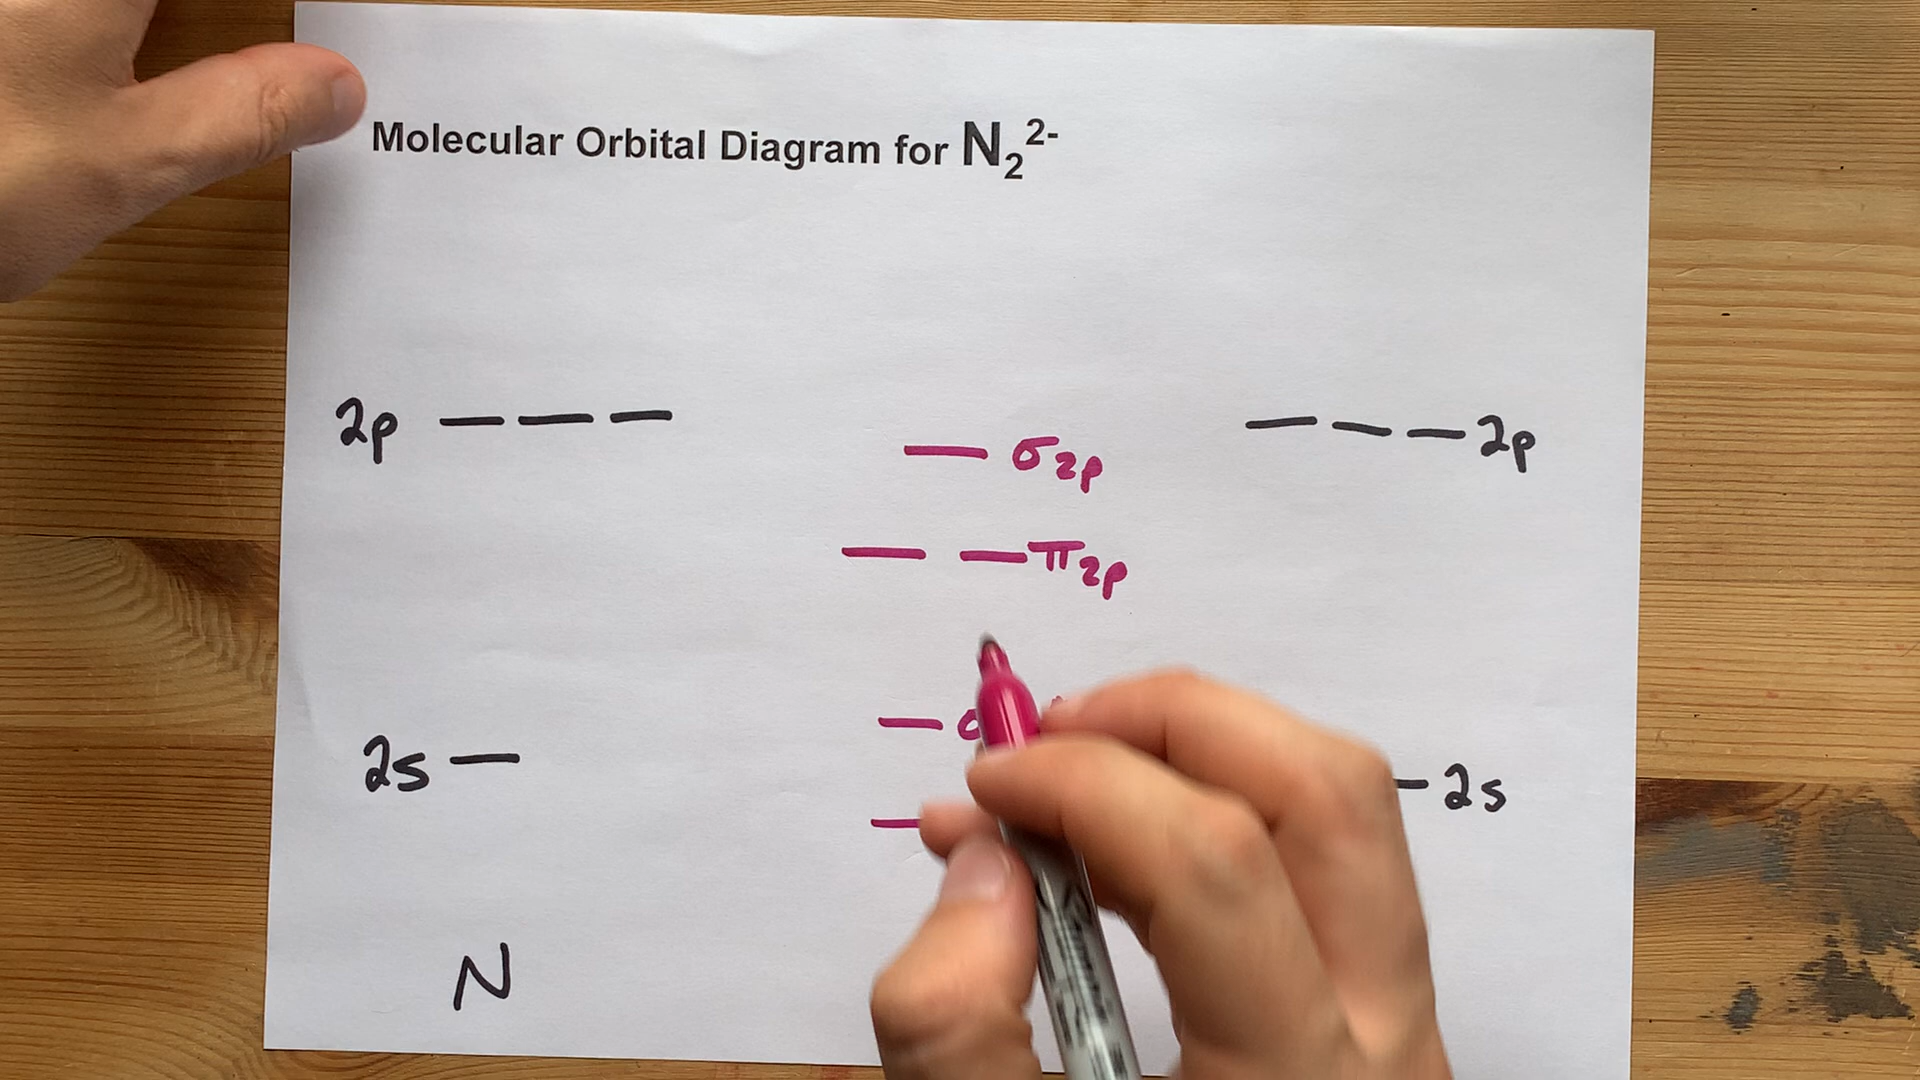 Molecular Orbital Diagram for N₂²⁻
2p
σ2p
2p
π2p
2s
2s
N